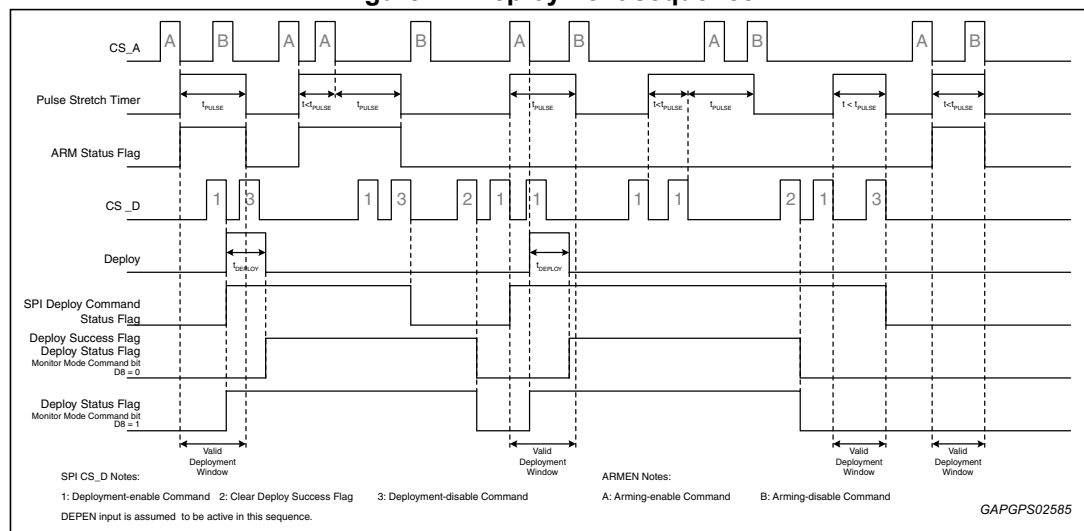 CS_A
A B A A B A B A B A B
Pulse Stretch Timer
tPULSE t<tPULSE tPULSE tPULSE t<tPULSE tPULSE t < tPULSE t<tPULSE
ARM Status Flag
CS _D
1 3 1 3 2 1 1 1 1 2 1 3
Deploy
tDEPLOY tDEPLOY
SPI Deploy Command
Status Flag
Deploy Success Flag
Deploy Status Flag
Monitor Mode Command bit
D8 = 0
Deploy Status Flag
Monitor Mode Command bit
D8 = 1
Valid
Deployment
Window
Valid
Deployment
Window
Valid
Deployment
Window
Valid
Deployment
Window
SPI CS_D Notes:
ARMEN Notes:
1: Deployment-enable Command 2: Clear Deploy Success Flag 3: Deployment-disable Command
A: Arming-enable Command B: Arming-disable Command
DEPEN input is assumed to be active in this sequence.
GAPGPS02585